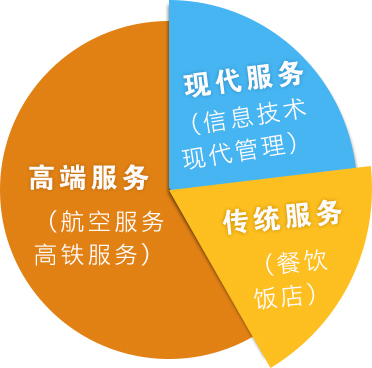 现代服务
（信息技术
现代管理）
高端服务
（航空服务
高铁服务）
传统服务
（餐饮
饭店）